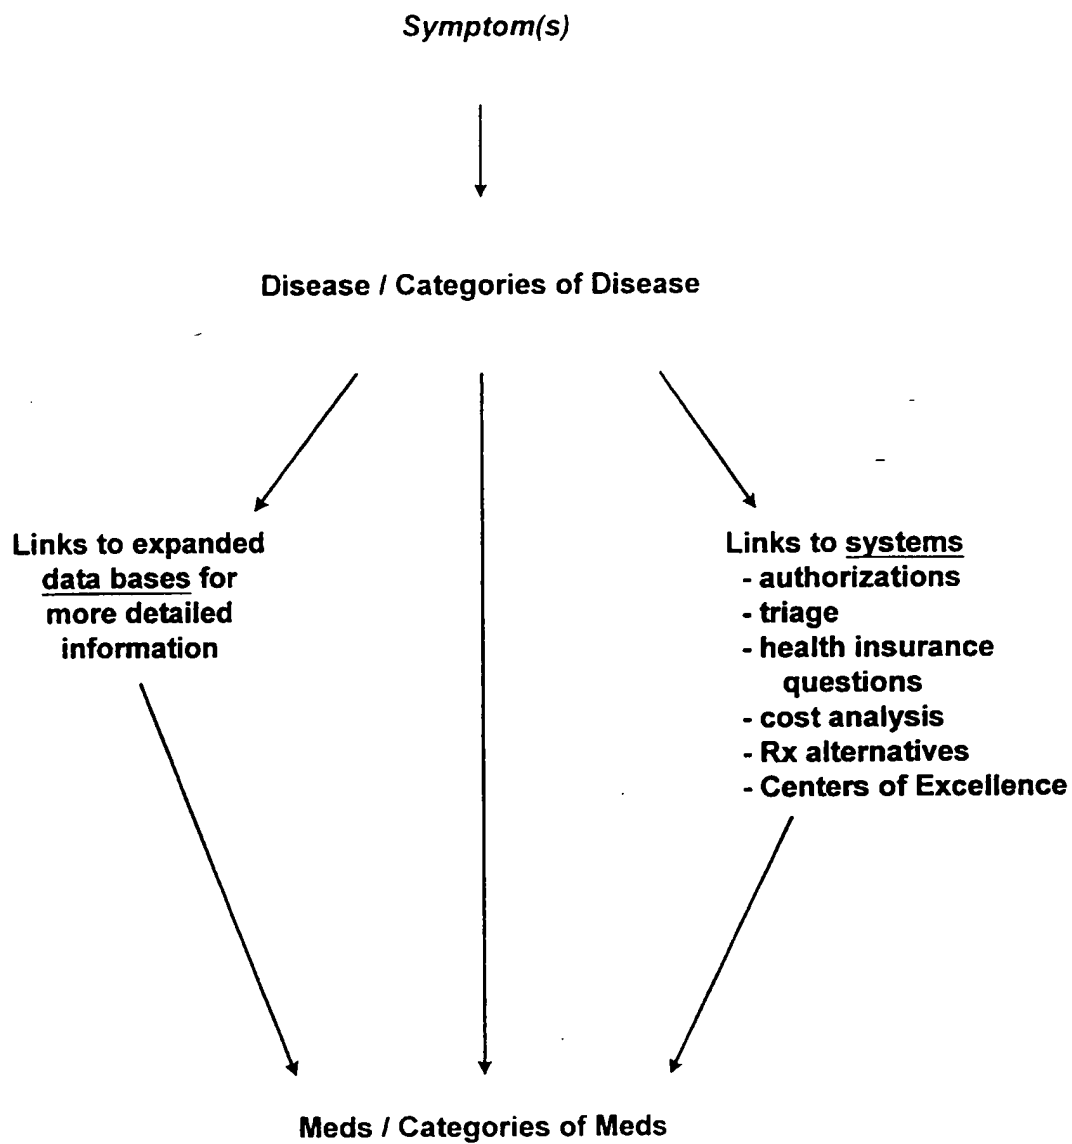 Symptom(s)
Disease / Categories of Disease
Links to expanded
data bases for
more detailed
information
Links to systems
- authorizations
- triage
- health insurance
questions
- cost analysis
- Rx alternatives
- Centers of Excellence
Meds / Categories of Meds